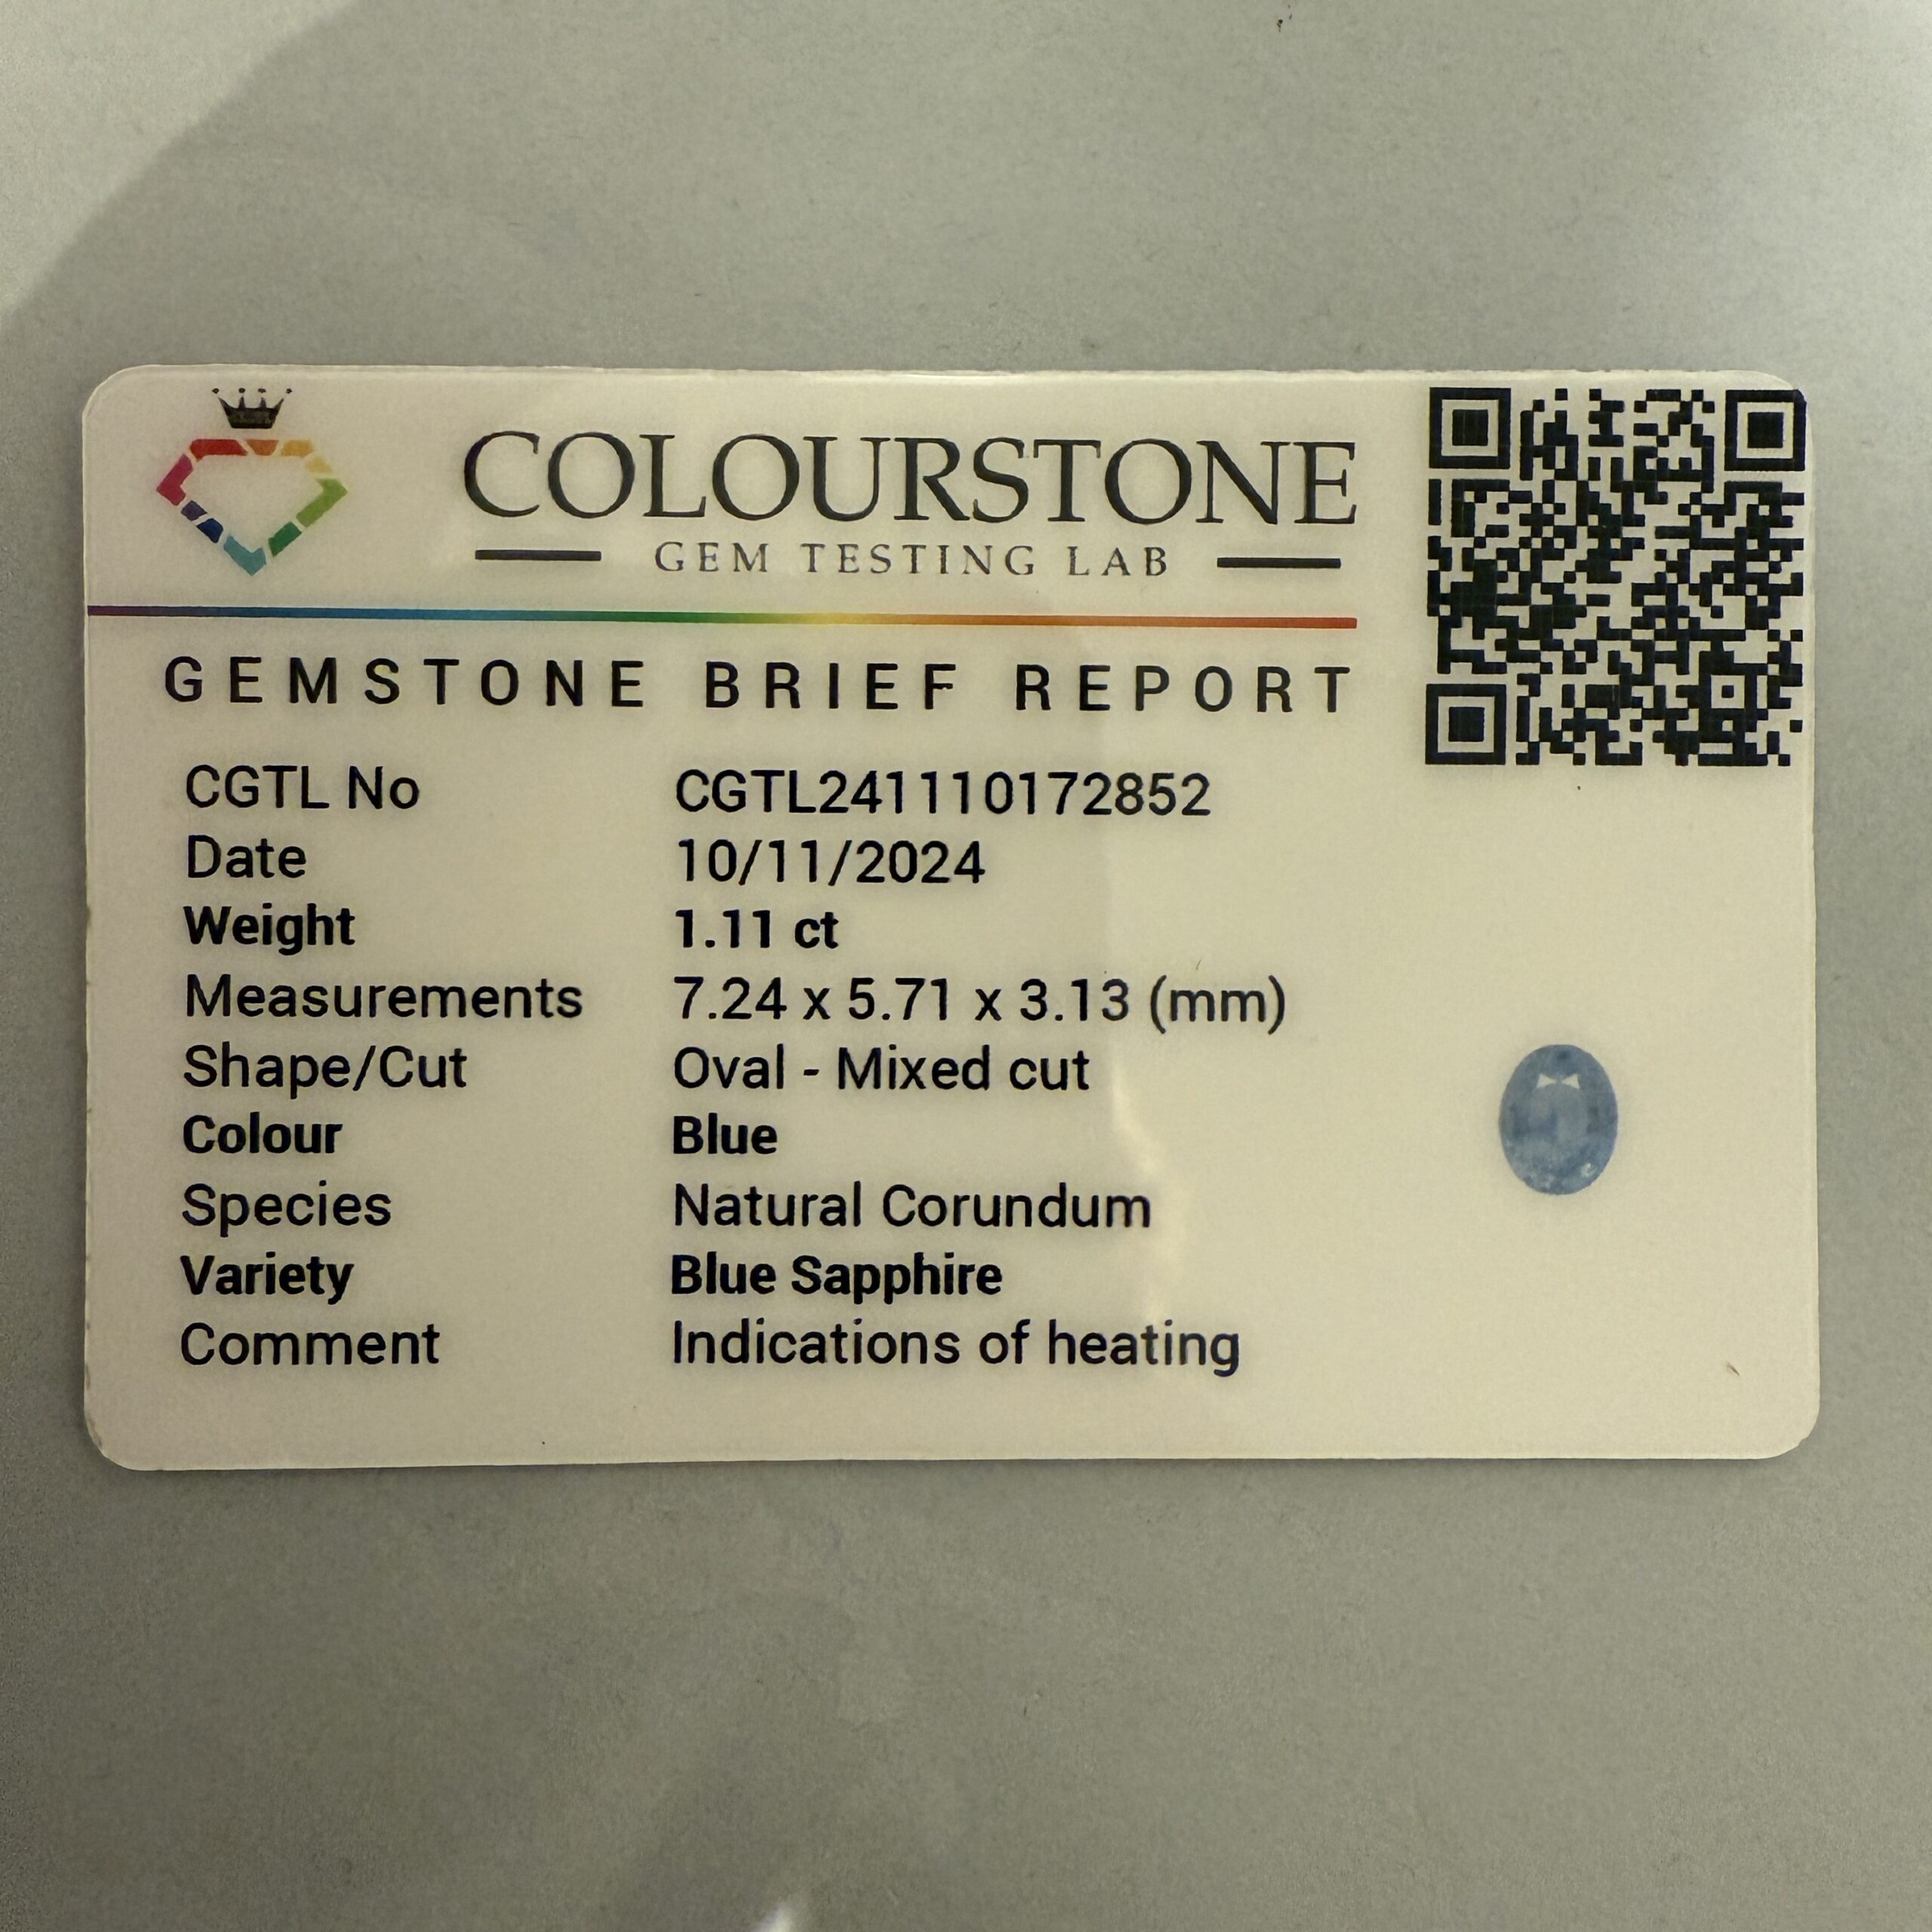 COLOURSTONE
GEM TESTING LAB
GEMSTONE BRIEF REPORT
CGTL No CGTL241110172852
Date 10/11/2024
Weight 1.11 ct
Measurements 7.24 x 5.71 x 3.13 (mm)
Shape/Cut Oval - Mixed cut
Colour Blue
Species Natural Corundum
Variety Blue Sapphire
Comment Indications of heating